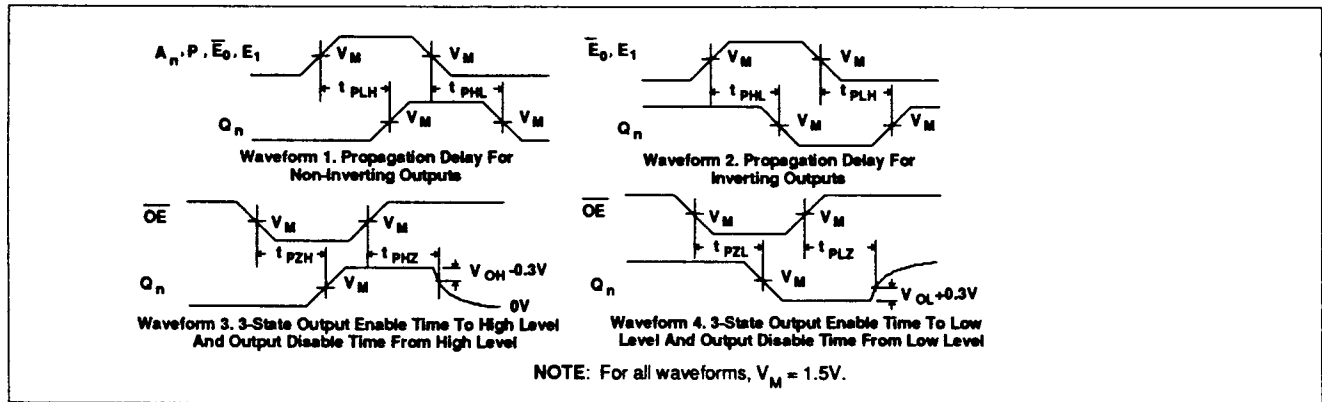 Aₙ, P, E̅₀, E₁
V_M
V_M
t_PLH
t_PHL
Qₙ
V_M
V_M
Waveform 1. Propagation Delay For
Non-Inverting Outputs
E̅₀, E₁
V_M
V_M
t_PHL
t_PLH
Qₙ
V_M
V_M
Waveform 2. Propagation Delay For
Inverting Outputs
O̅E̅
V_M
V_M
t_PZH
t_PHZ
Qₙ
V_M
V_OH -0.3V
0V
Waveform 3. 3-State Output Enable Time To High Level
And Output Disable Time From High Level
O̅E̅
V_M
V_M
t_PZL
t_PLZ
Qₙ
V_M
V_OL +0.3V
Waveform 4. 3-State Output Enable Time To Low
Level And Output Disable Time From Low Level
NOTE: For all waveforms, V_M = 1.5V.